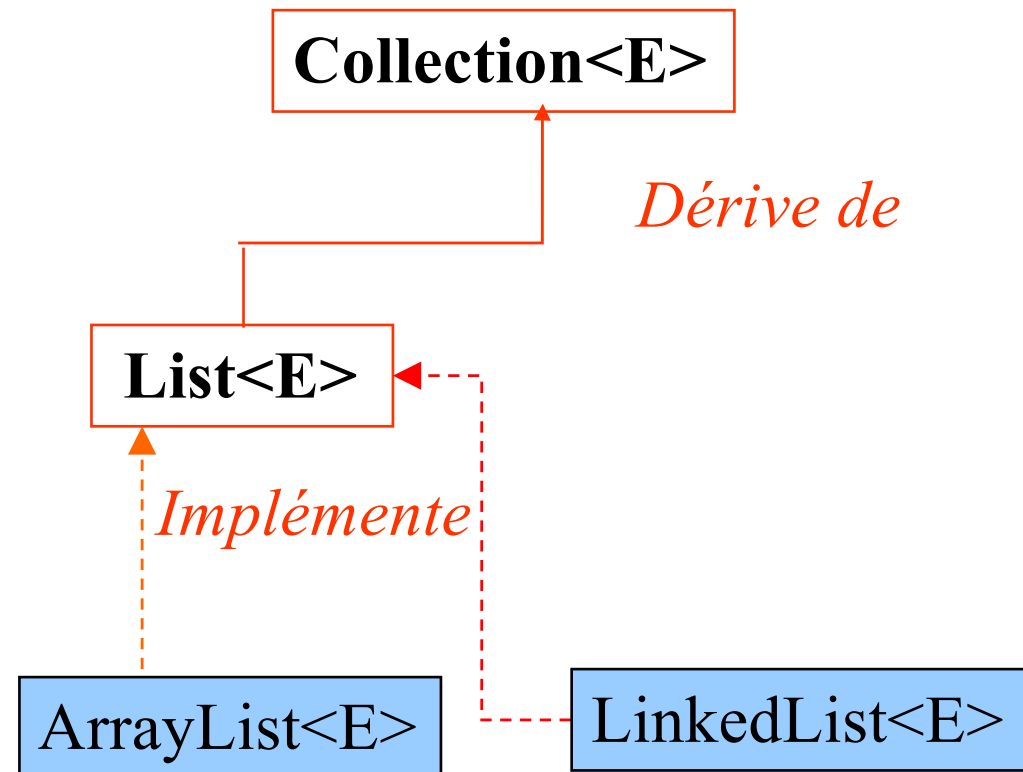 Collection<E>
Dérive de
List<E>
Implémente
ArrayList<E>
LinkedList<E>